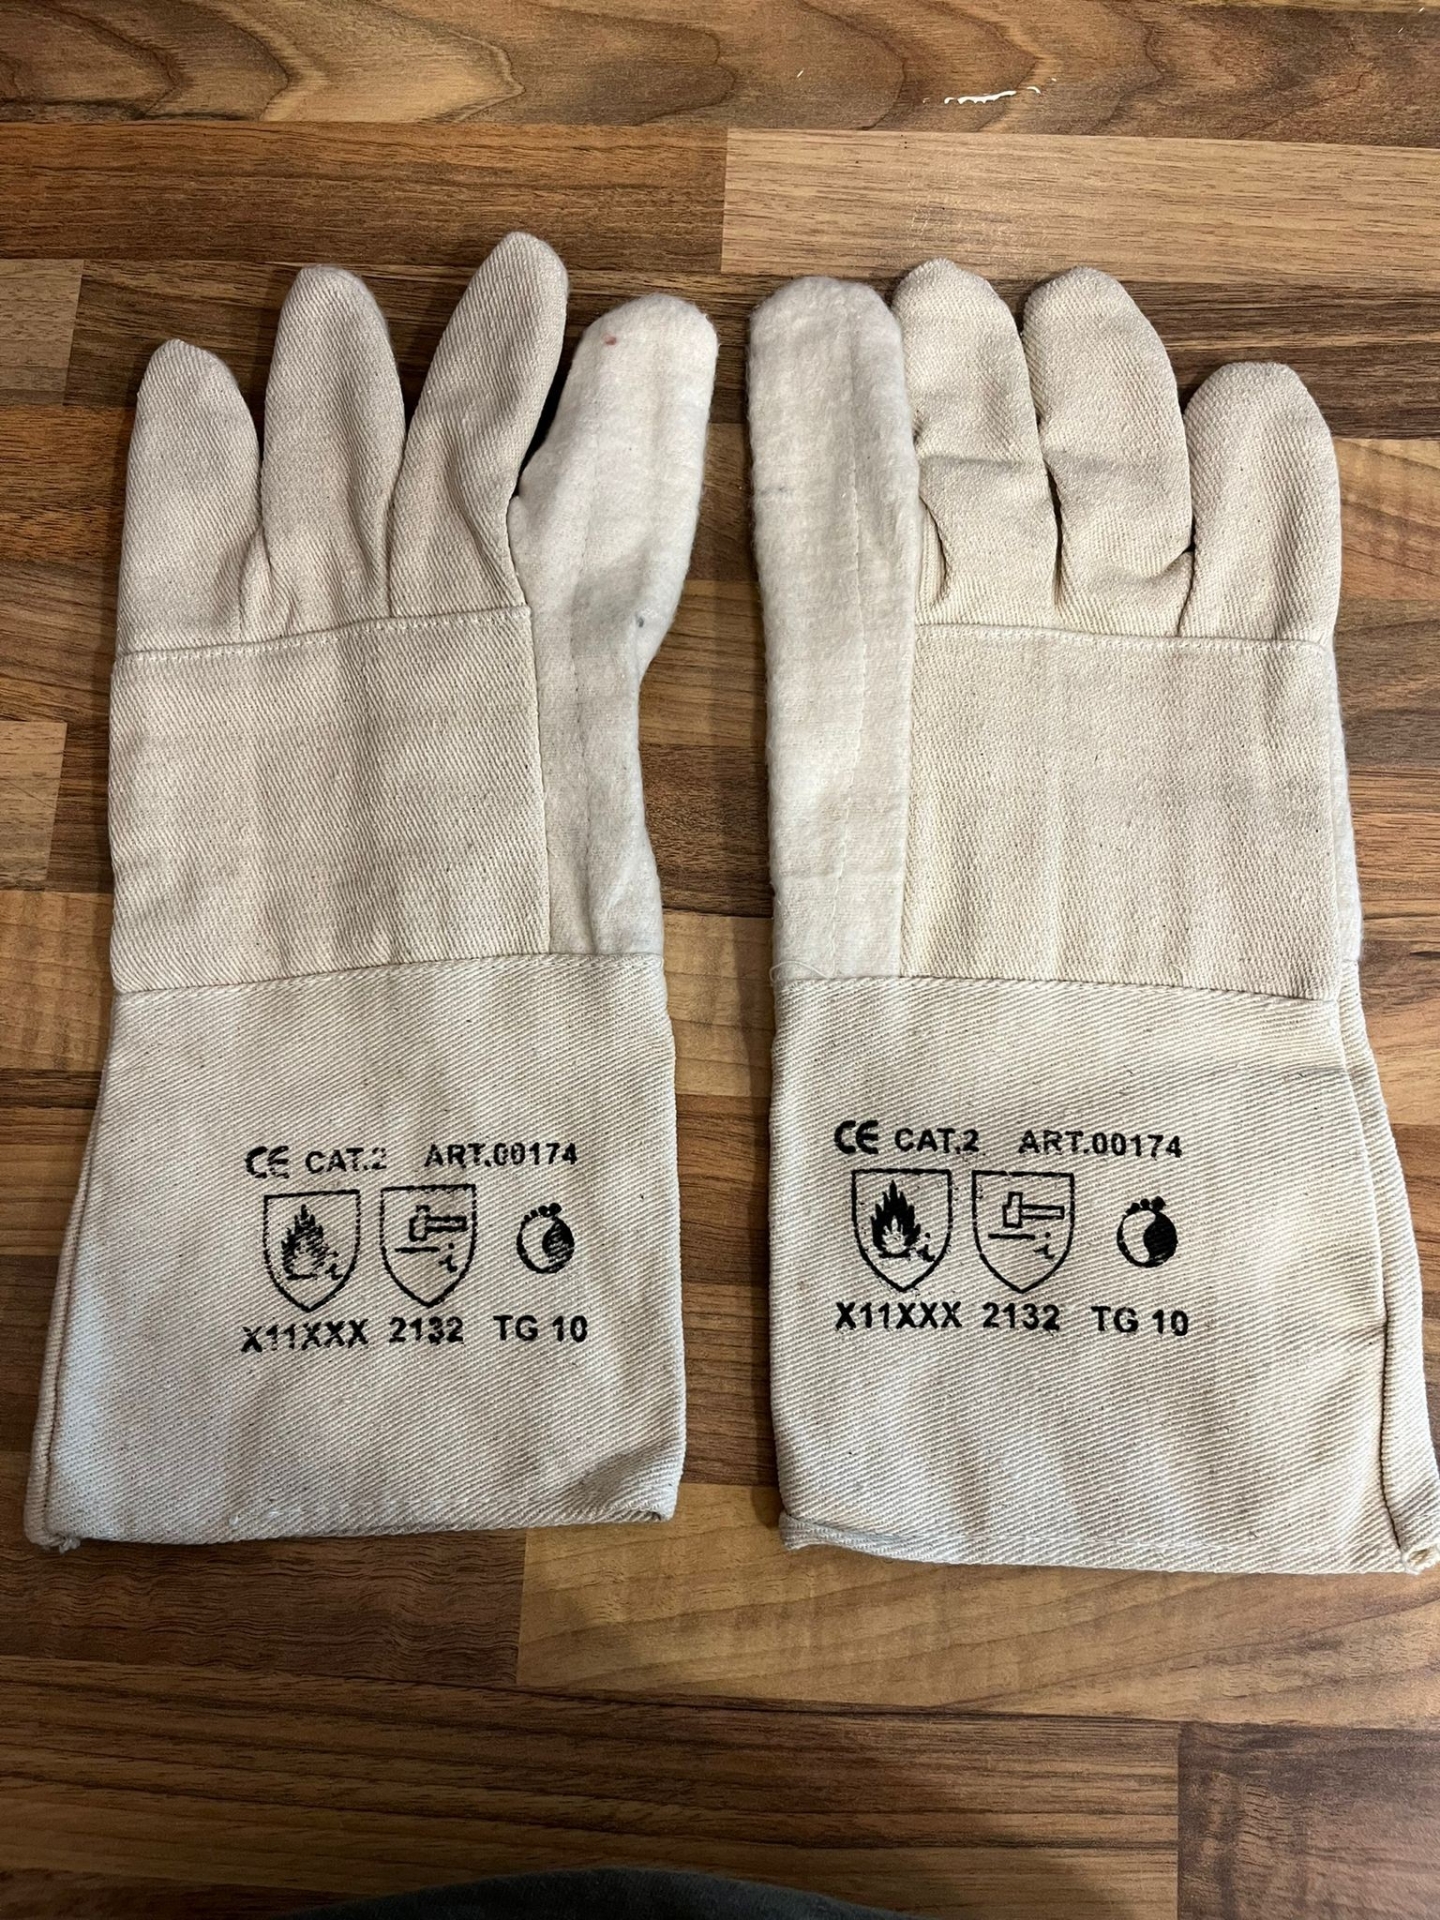 CE CAT.2 ART.00174
i i
X11XXX 2132 TG 10
CE CAT.2 ART.00174
i i
X11XXX 2132 TG 10